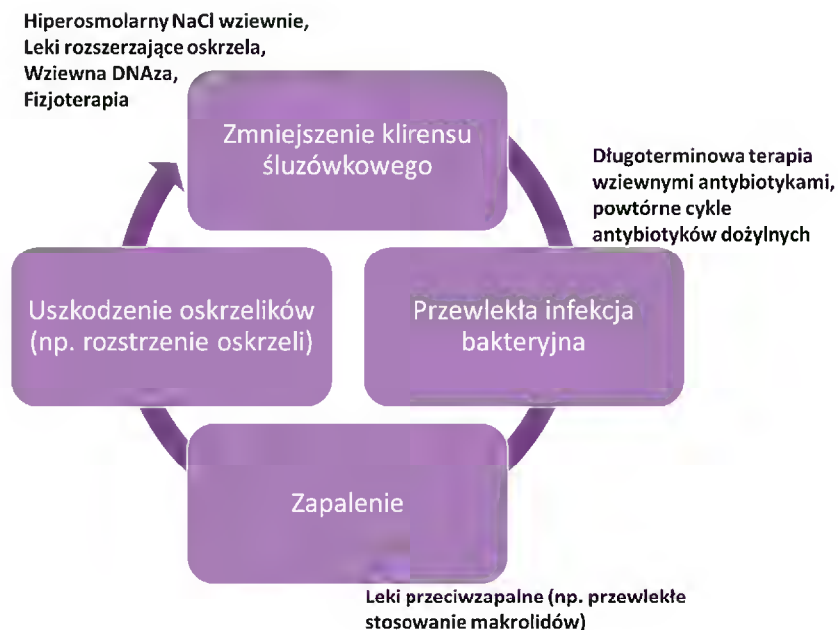 Hiperosmolarny NaCl wziewnie,
Leki rozszerzające oskrzela,
Wziewna DNAza,
Fizjoterapia
Zmniejszenie klirensu
śluzówkowego
Długoterminowa terapia
wziewnymi antybiotykami,
powtórne cykle
antybiotyków dożylnych
Uszkodzenie oskrzelików
(np. rozstrzenie oskrzeli)
Przewlekła infekcja
bakteryjna
Zapalenie
Leki przeciwzapalne (np. przewlekłe
stosowanie makrolidów)